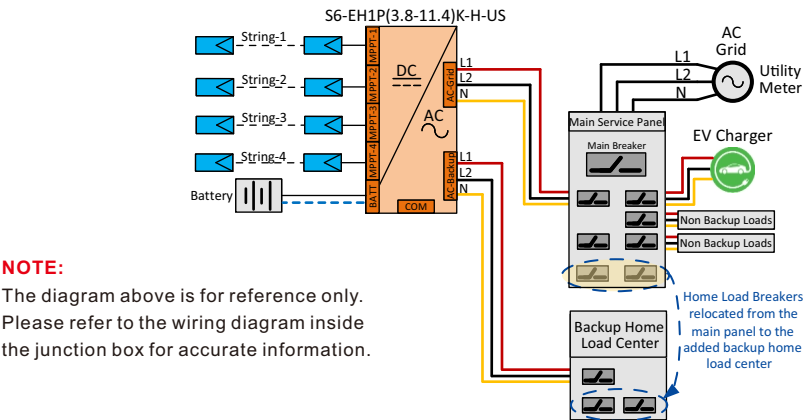 S6-EH1P(3.8-11.4)K-H-US
String-1
String-2
String-3
String-4
Battery
MPPT-1
MPPT-2
MPPT-3
MPPT-4
BATT
DC
AC
COM
AC-Grid
AC-Backup
L1
L2
N
L1
L2
N
AC
Grid
L1
L2
N
Utility
Meter
Main Service Panel
Main Breaker
EV Charger
Non Backup Loads
Non Backup Loads
Home Load Breakers
relocated from the
main panel to the
added backup home
load center
Backup Home
Load Center
NOTE:
The diagram above is for reference only.
Please refer to the wiring diagram inside
the junction box for accurate information.